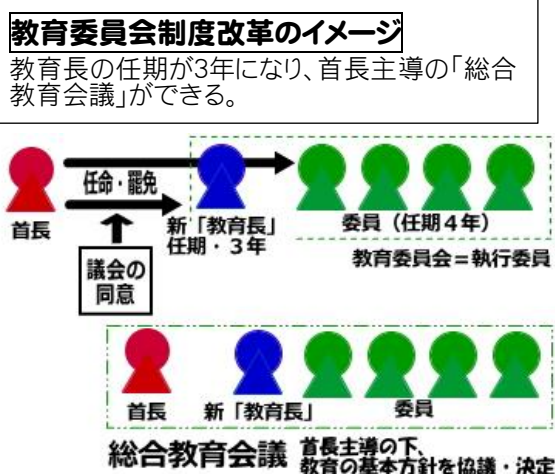 教育委員会制度改革のイメージ
教育長の任期が3年になり、首長主導の「総合
教育会議」ができる。
任命・罷免
首長
新「教育長」
任期・3年
委員（任期４年）
教育委員会＝執行委員
議会の
同意
首長
新「教育長」
委員
総合教育会議
首長主導の下、
教育の基本方針を協議・決定